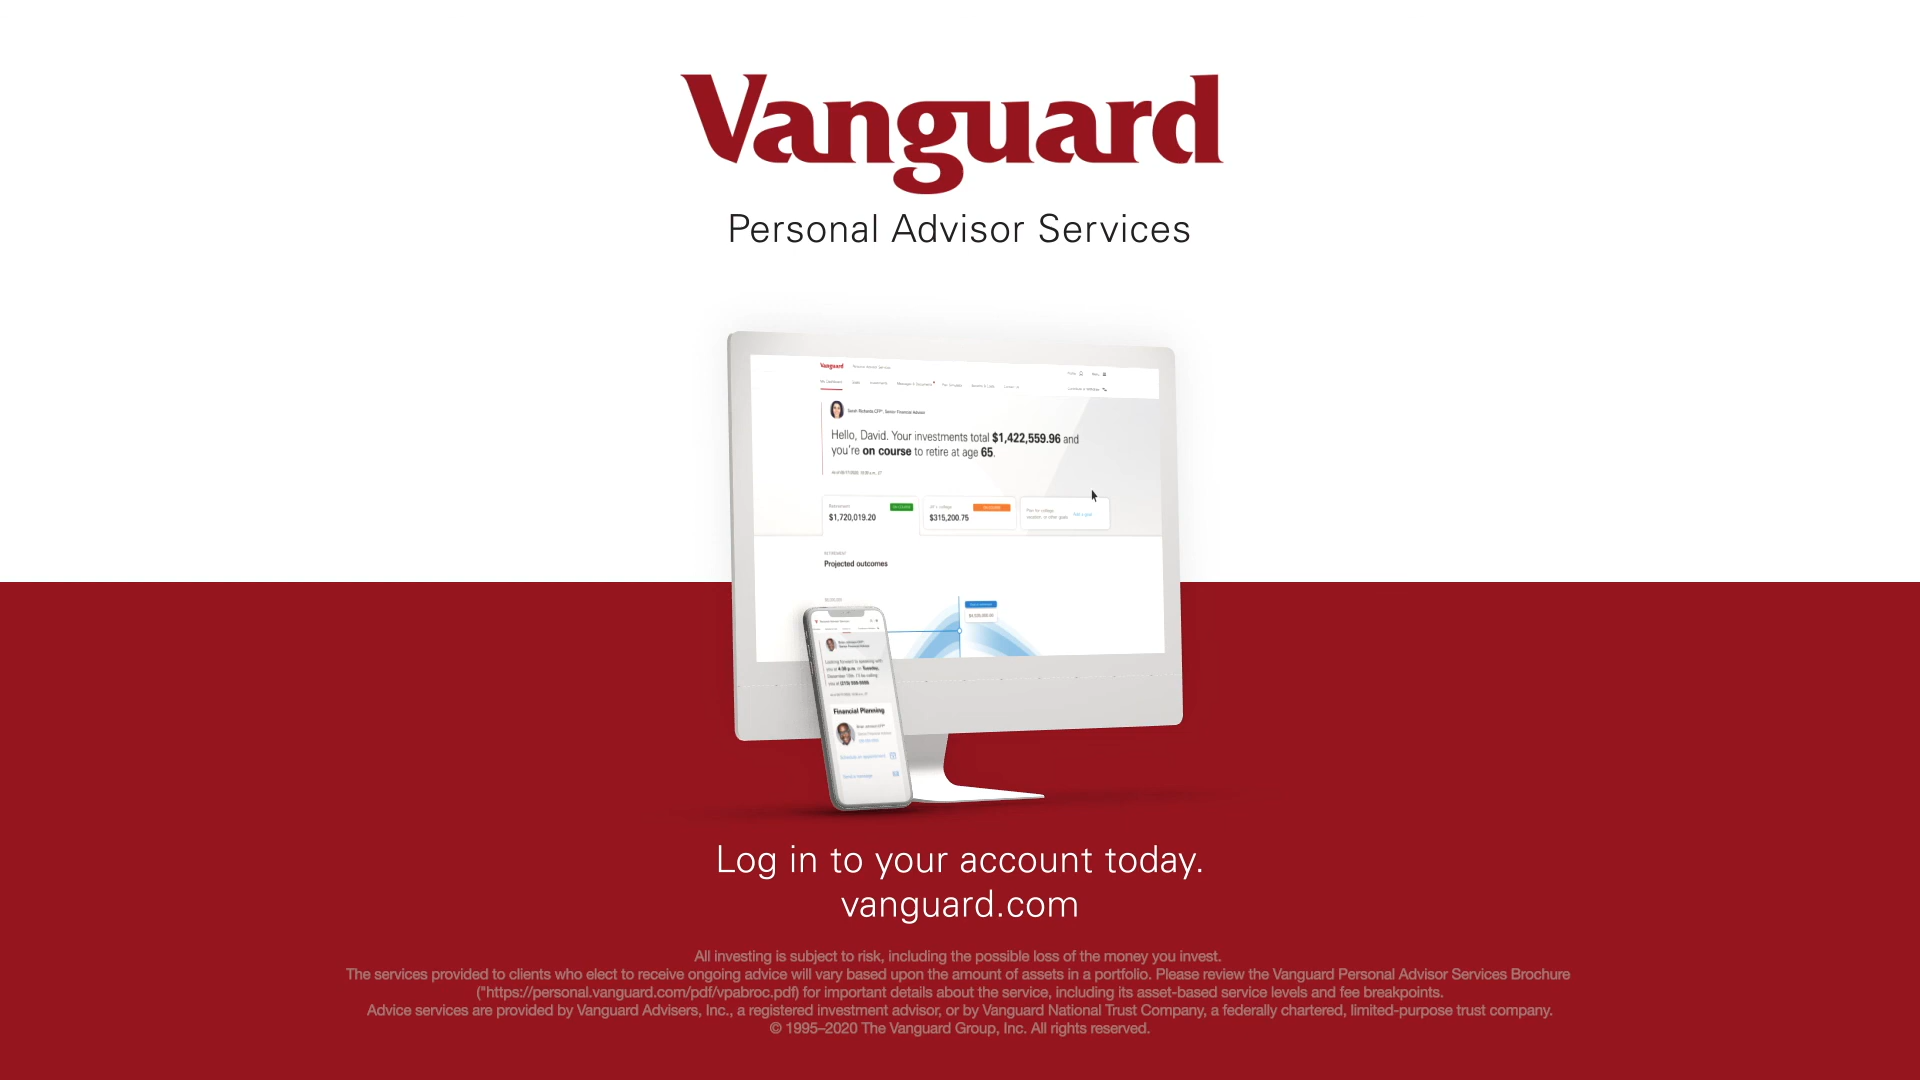 Vanguard
Personal Advisor Services
Vanguard
Hello, David. Your investments total $1,422,559.96 and
you're on course to retire at age 65.
$1,720,019.20
$315,200.75
Projected outcomes
Financial Planning
Log in to your account today.
vanguard.com
All investing is subject to risk, including the possible loss of the money you invest.
The services provided to clients who elect to receive ongoing advice will vary based upon the amount of assets in a portfolio. Please review the Vanguard Personal Advisor Services Brochure
("https://personal.vanguard.com/pdf/vpabroc.pdf) for important details about the service, including its asset-based service levels and fee breakpoints.
Advice services are provided by Vanguard Advisers, Inc., a registered investment advisor, or by Vanguard National Trust Company, a federally chartered, limited-purpose trust company.
© 1995–2020 The Vanguard Group, Inc. All rights reserved.